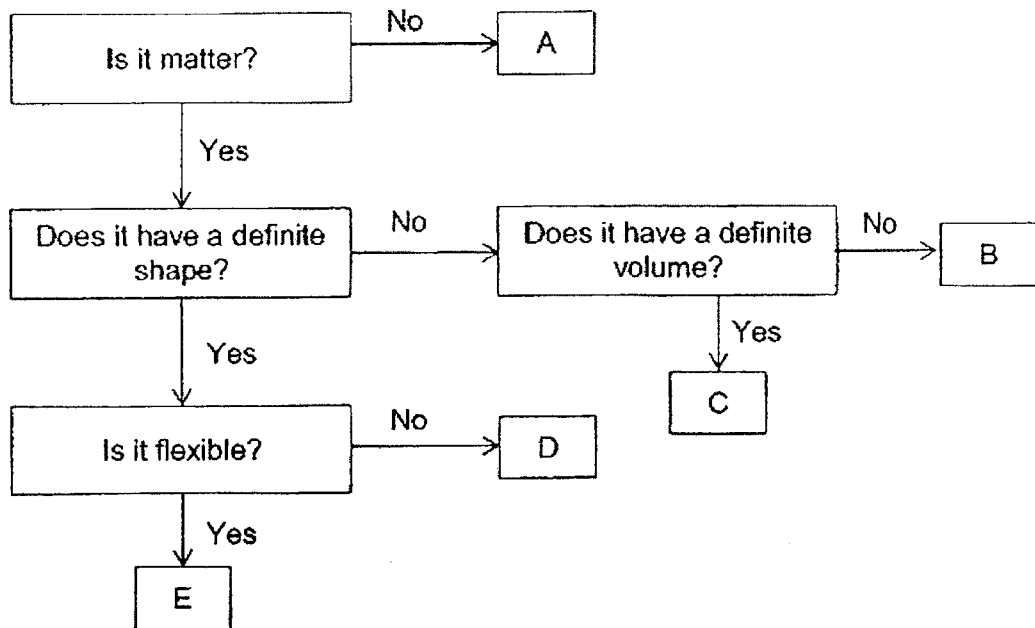 Is it matter?
No
A
Yes
Does it have a definite
shape?
No
Does it have a definite
volume?
No
B
Yes
Yes
C
Is it flexible?
No
D
Yes
E